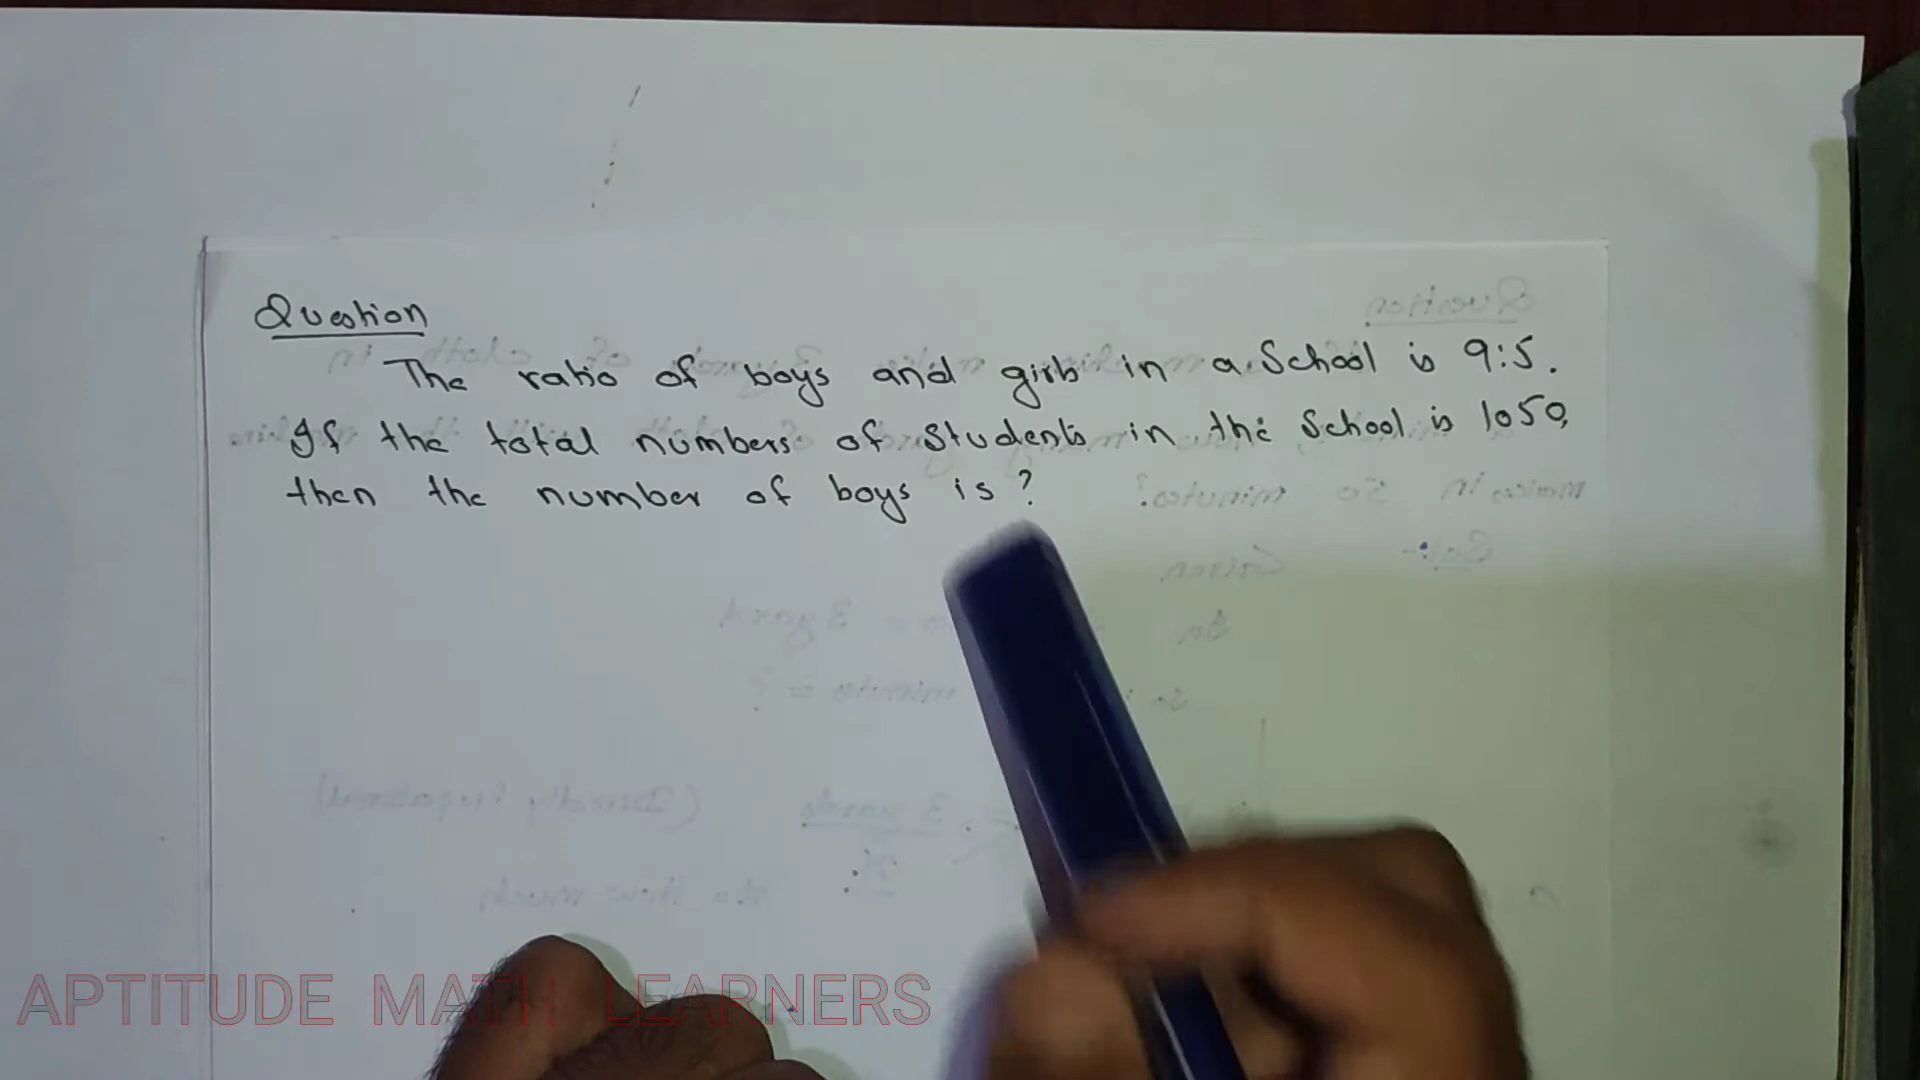 Question
The ratio of boys and girls in a School is 9:5.
If the total numbers of Students in the School is 1050,
then the number of boys is?
APTITUDE MATH LEARNERS